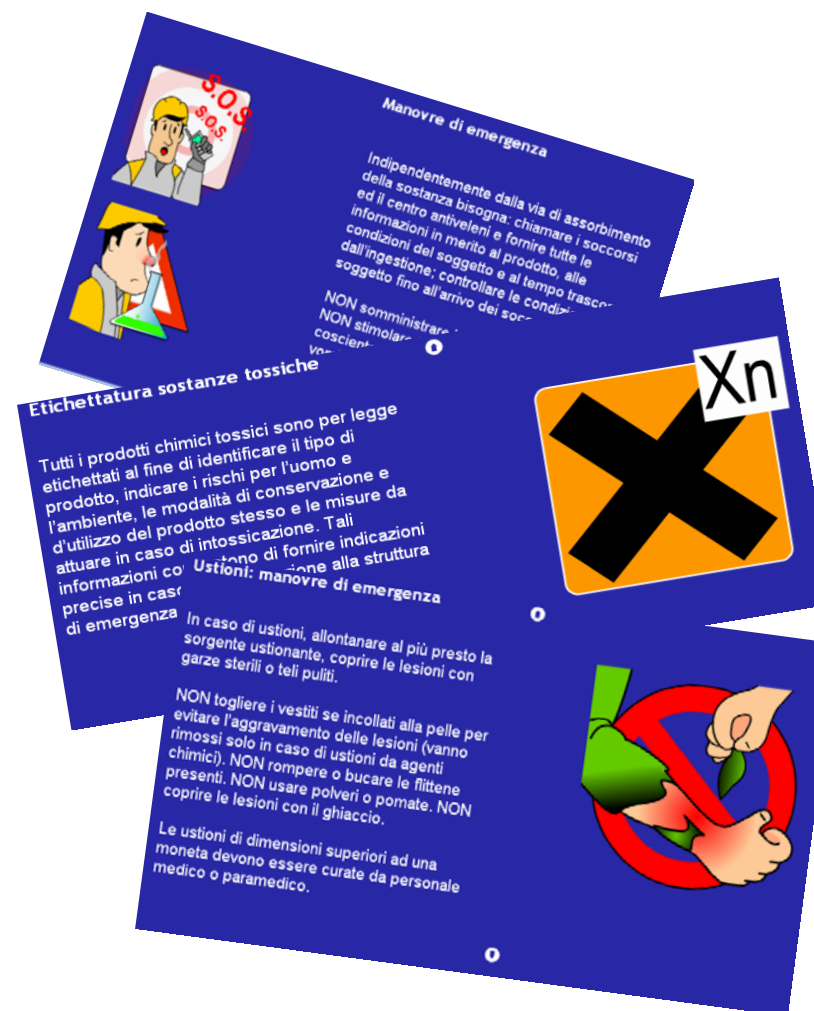 S.O.S.
S.O.S.
Manovre di emergenza
Indipendentemente dalla via di assorbimento
della sostanza bisogna: chiamare i soccorsi
ed il centro antiveleni e fornire tutte le
informazioni in merito al prodotto, alle
condizioni del soggetto e al tempo
dall'ingestione; controllare le
soggetto fino all'arrivo dei
NON somministrare
NON
Etichettatura sostanze tossiche
Xn
Tutti i prodotti chimici tossici sono per legge
etichettati al fine di identificare il tipo di
prodotto, indicare i rischi per l'uomo e
l'ambiente, le modalità di conservazione e
d'utilizzo del prodotto stesso e le misure da
attuare in caso di intossicazione. Tali
informazioni di fornire indicazioni
precise in alla struttura
di emergenza
Ustioni: manovre di emergenza
In caso di ustioni, allontanare al più presto la
sorgente ustionante, coprire le lesioni con
garze sterili o teli puliti.
NON togliere i vestiti se incollati alla pelle per
evitare l'aggravamento delle lesioni (vanno
rimossi solo in caso di ustioni da agenti
chimici). NON rompere o bucare le flittene
presenti. NON usare polveri o pomate. NON
coprire le lesioni con il ghiaccio.
Le ustioni di dimensioni superiori ad una
moneta devono essere curate da personale
medico o paramedico.